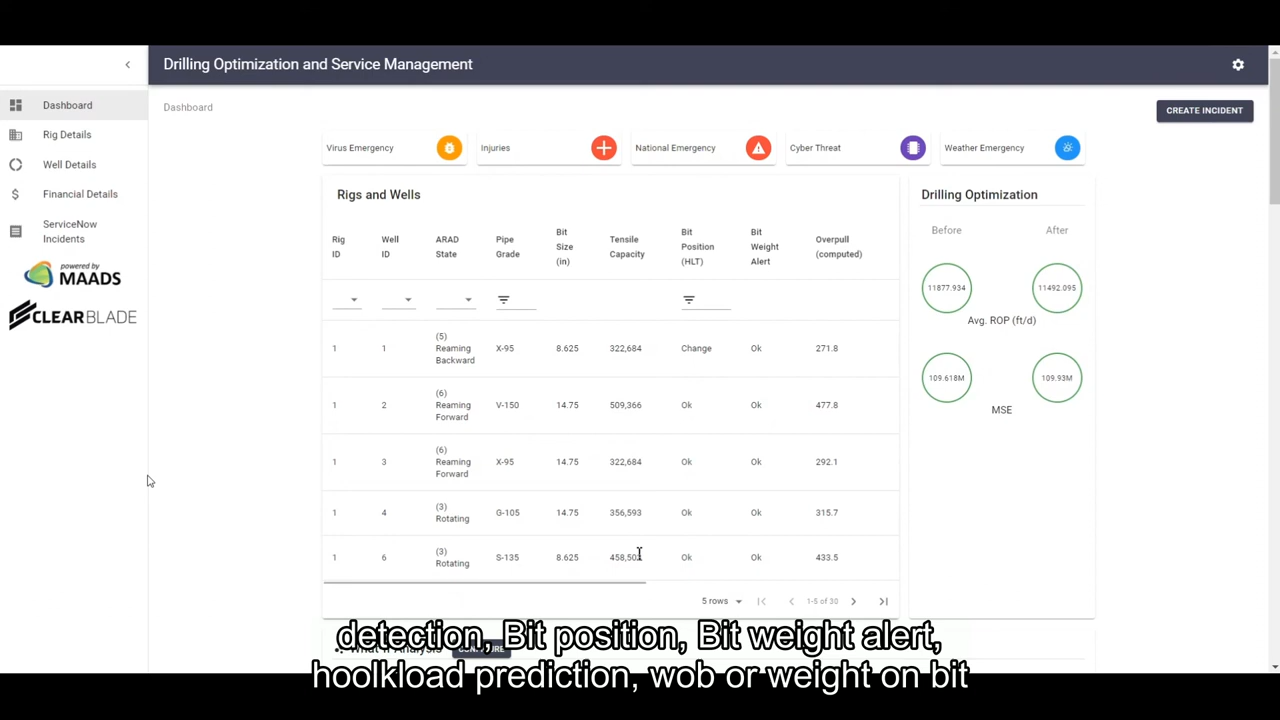 Drilling Optimization and Service Management
Dashboard
Rig Details
Well Details
Financial Details
ServiceNow
Incidents
powered by
MAADS
CLEARBLADE
Dashboard
CREATE INCIDENT
Virus Emergency
Injuries
National Emergency
Cyber Threat
Weather Emergency
Rigs and Wells
Rig ID Well ID ARAD State Pipe Grade Bit Size (in) Tensile Capacity Bit Position (HLT) Bit Weight Alert Overpull (computed)
1 1 (5) Reaming Backward X-95 8.625 322,684 Change Ok 271.8
1 2 (6) Reaming Forward V-150 14.75 509,366 Ok Ok 477.8
1 3 (6) Reaming Forward X-95 14.75 322,684 Ok Ok 292.1
1 4 (3) Rotating G-105 14.75 356,593 Ok Ok 315.7
1 6 (3) Rotating S-135 8.625 Ok Ok 433.5
5 rows 1-5 of 30
Drilling Optimization
Before After
11877.934 11492.095
Avg. ROP (ft/d)
109.618M 109.93M
MSE
What If Analysis
detection, Bit position, Bit weight alert,
hoolkload prediction, wob or weight on bit